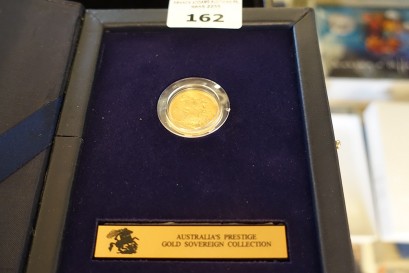 162
AUSTRALIA'S PRESTIGE
GOLD SOVEREIGN COLLECTION